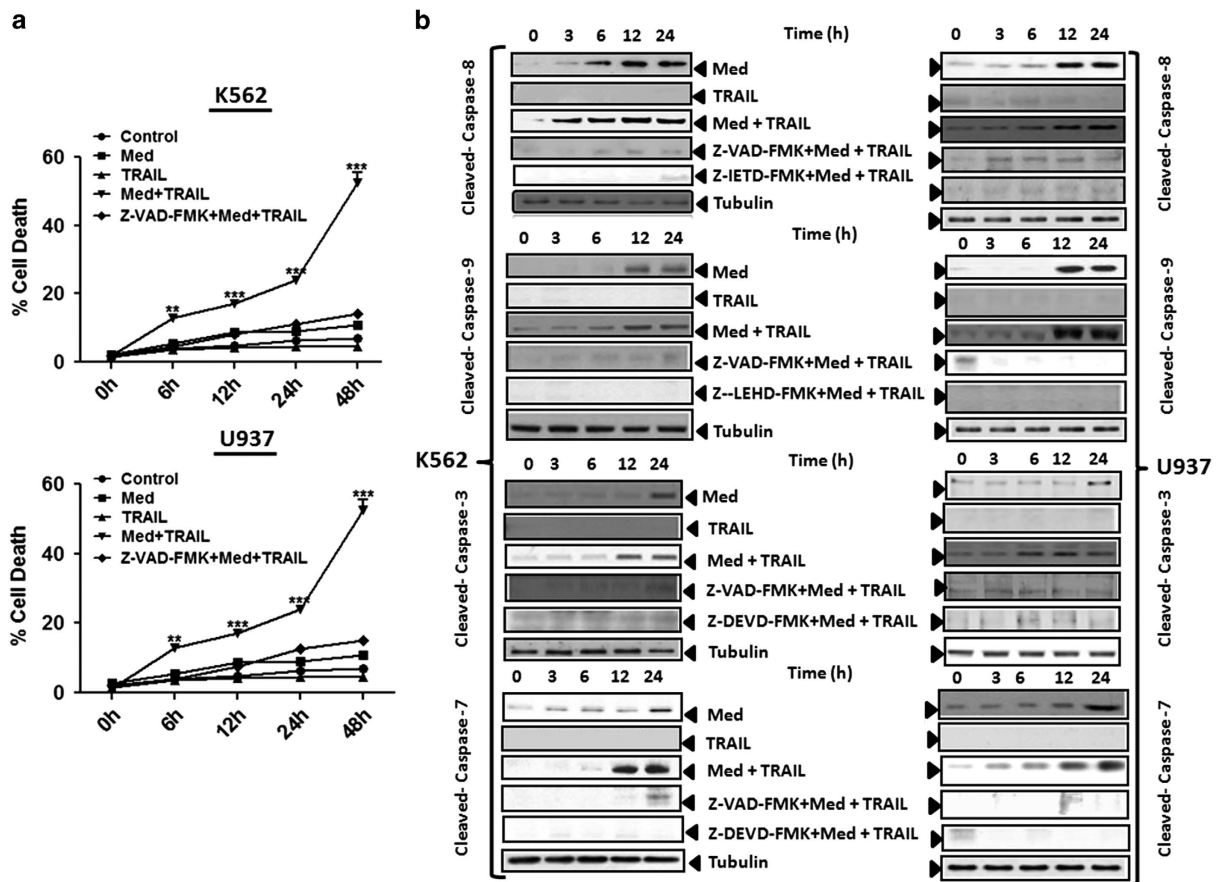 a
K562
Control
Med
TRAIL
Med+TRAIL
Z-VAD-FMK+Med+TRAIL
% Cell Death
60
40
20
0
**
***
***
***
0h
6h
12h
24h
48h
U937
Control
Med
TRAIL
Med+TRAIL
Z-VAD-FMK+Med+TRAIL
% Cell Death
60
40
20
0
**
***
***
***
0h
6h
12h
24h
48h
b
0 3 6 12 24 Time (h) 0 3 6 12 24
Cleaved- Caspase-8
Med
TRAIL
Med + TRAIL
Z-VAD-FMK+Med + TRAIL
Z-IETD-FMK+Med + TRAIL
Tubulin
Cleaved- Caspase-8
0 3 6 12 24 Time (h) 0 3 6 12 24
Cleaved- Caspase-9
Med
TRAIL
Med + TRAIL
Z-VAD-FMK+Med + TRAIL
Z--LEHD-FMK+Med + TRAIL
Tubulin
Cleaved- Caspase-9
K562
U937
0 3 6 12 24 Time (h) 0 3 6 12 24
Cleaved- Caspase-3
Med
TRAIL
Med + TRAIL
Z-VAD-FMK+Med + TRAIL
Z-DEVD-FMK+Med + TRAIL
Tubulin
Cleaved- Caspase-3
0 3 6 12 24 Time (h) 0 3 6 12 24
Cleaved- Caspase-7
Med
TRAIL
Med + TRAIL
Z-VAD-FMK+Med + TRAIL
Z-DEVD-FMK+Med + TRAIL
Tubulin
Cleaved- Caspase-7